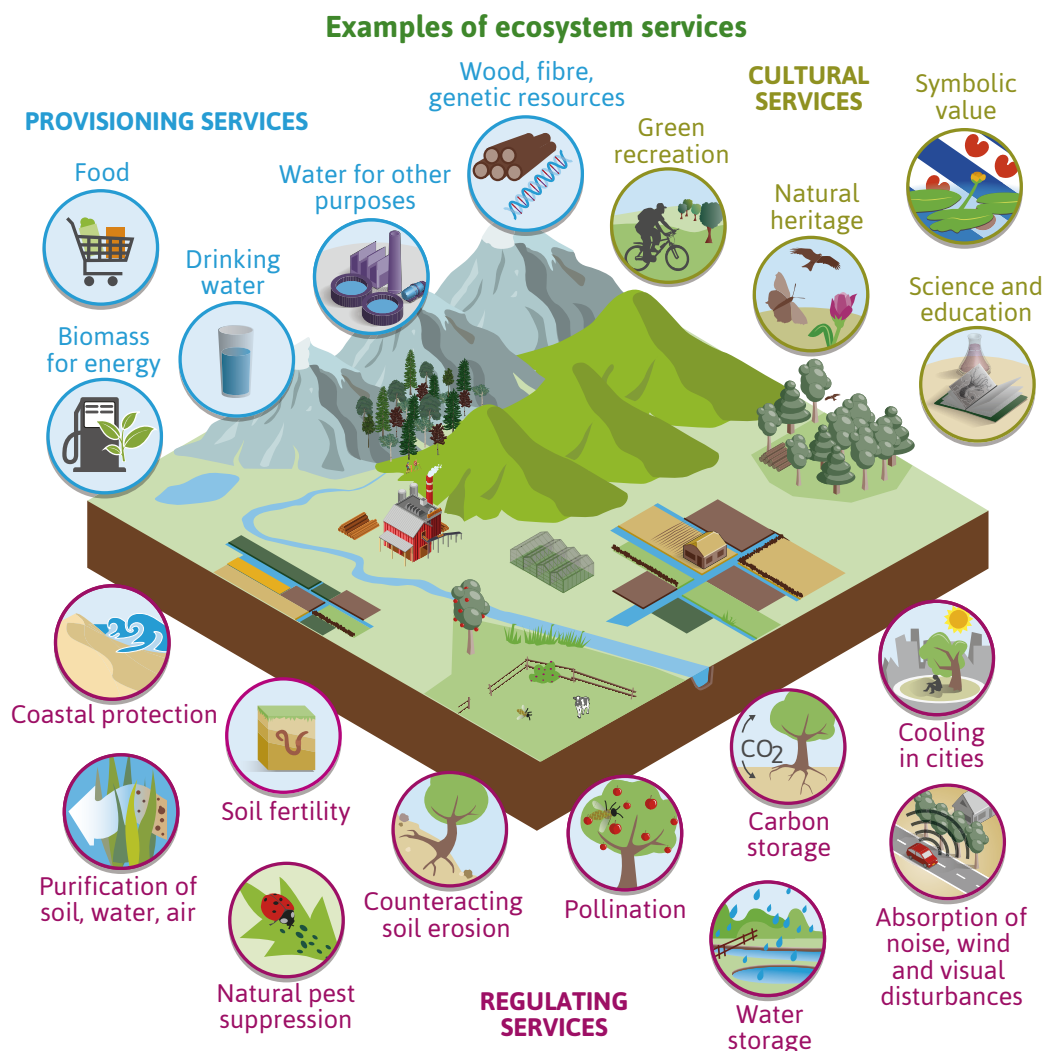 Examples of ecosystem services
PROVISIONING SERVICES
Food
Biomass
for energy
Drinking
water
Water for other
purposes
Wood, fibre,
genetic resources
CULTURAL
SERVICES
Green
recreation
Natural
heritage
Symbolic
value
Science and
education
Coastal protection
Soil fertility
Purification of
soil, water, air
Natural pest
suppression
Counteracting
soil erosion
Pollination
REGULATING
SERVICES
CO2
Carbon
storage
Water
storage
Cooling
in cities
Absorption of
noise, wind
and visual
disturbances